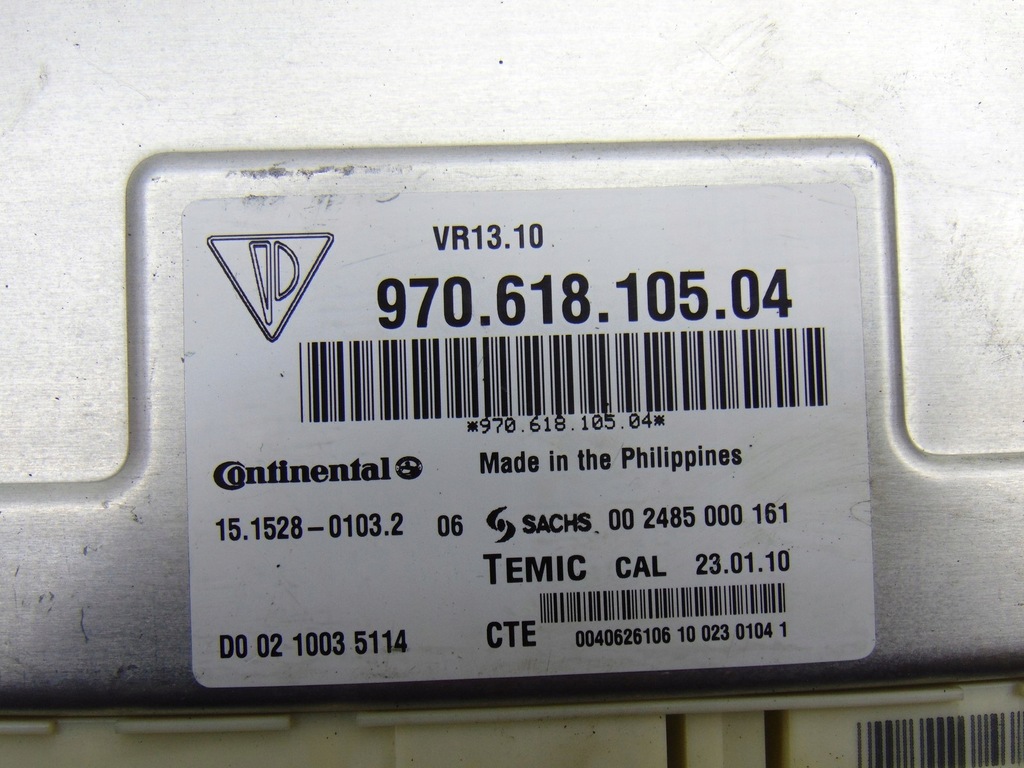 VR13.10
970.618.105.04
*970.618.105.04*
Continental Made in the Philippines
15.1528-0103.2 06 SACHS 00 2485 000 161
TEMIC CAL 23.01.10
D0 02 1003 5114 CTE 0040626106 10 023 0104 1